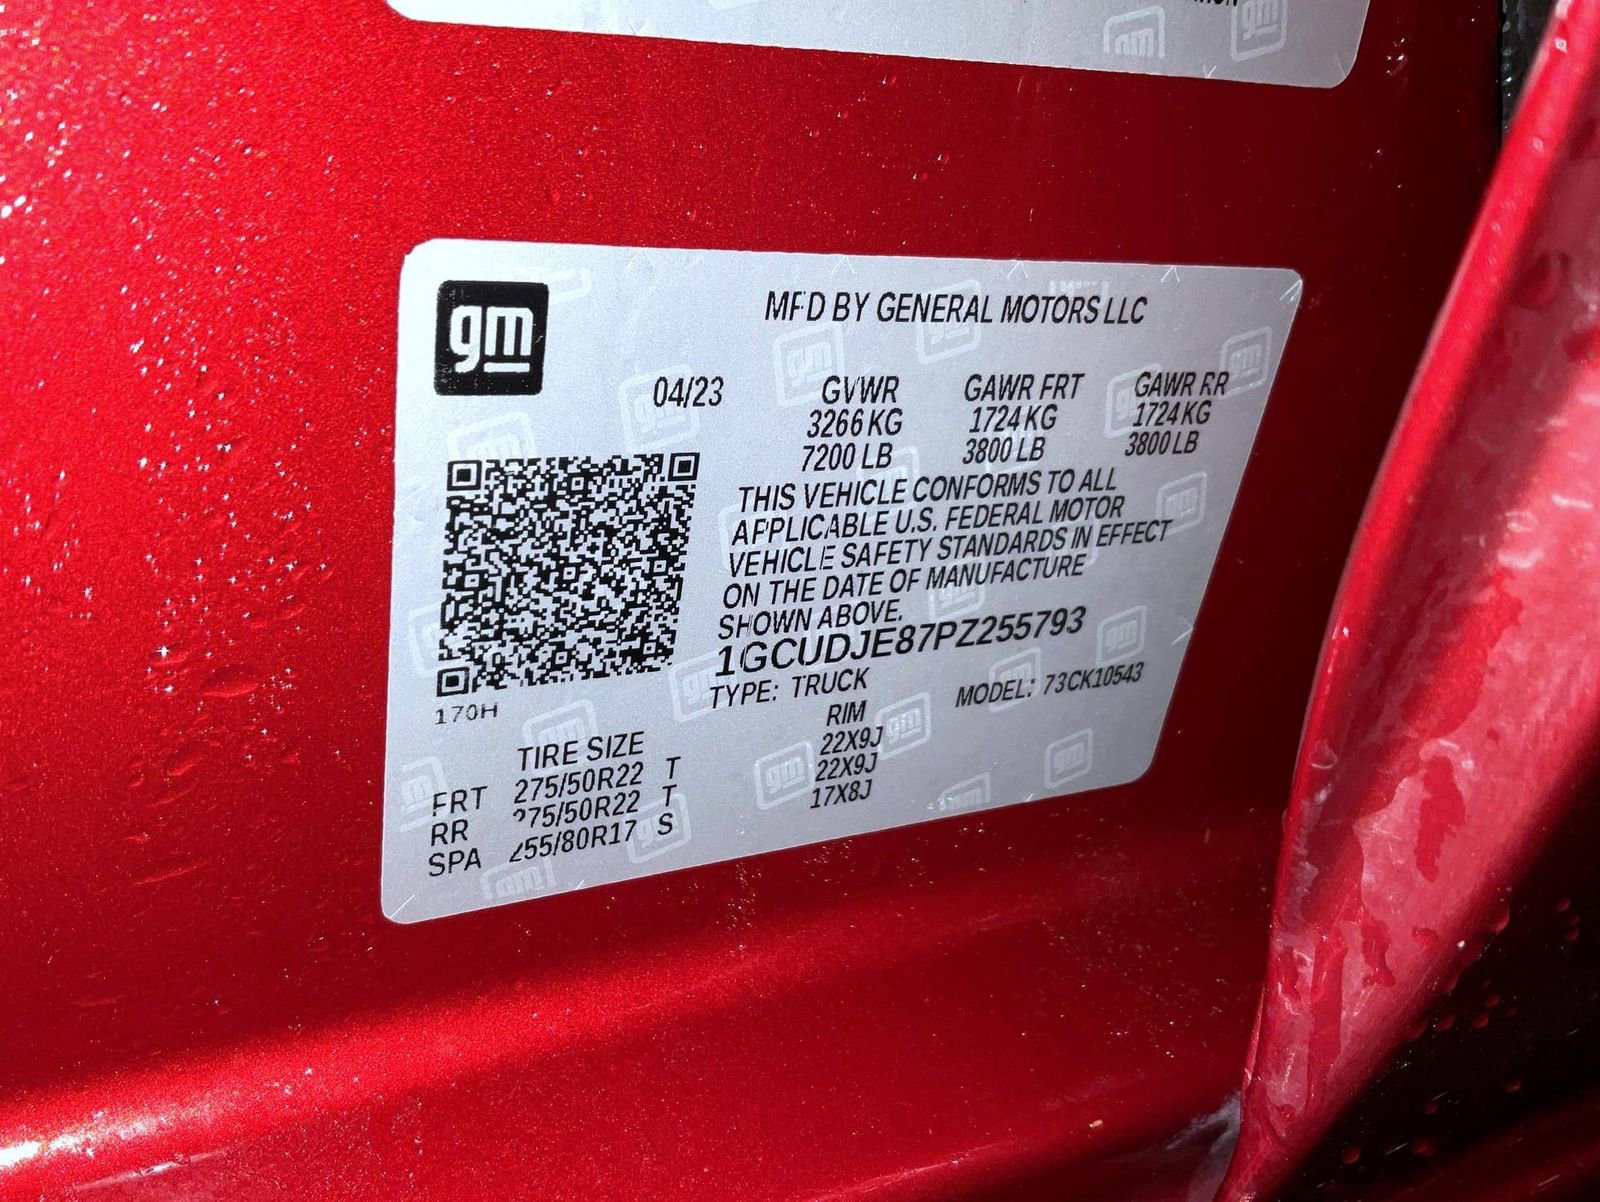 gm
MFD BY GENERAL MOTORS LLC
04/23 GVWR GAWR FRT GAWR RR
3266 KG 1724 KG 1724 KG
7200 LB 3800 LB 3800 LB
THIS VEHICLE CONFORMS TO ALL
APPLICABLE U.S. FEDERAL MOTOR
VEHICLE SAFETY STANDARDS IN EFFECT
ON THE DATE OF MANUFACTURE
SHOWN ABOVE.
1GCUDJE87PZ255793
TYPE: TRUCK MODEL: 73CK10543
170H
TIRE SIZE RIM
FRT 275/50R22 T 22X9J
RR 275/50R22 T 22X9J
SPA 255/80R17 S 17X8J